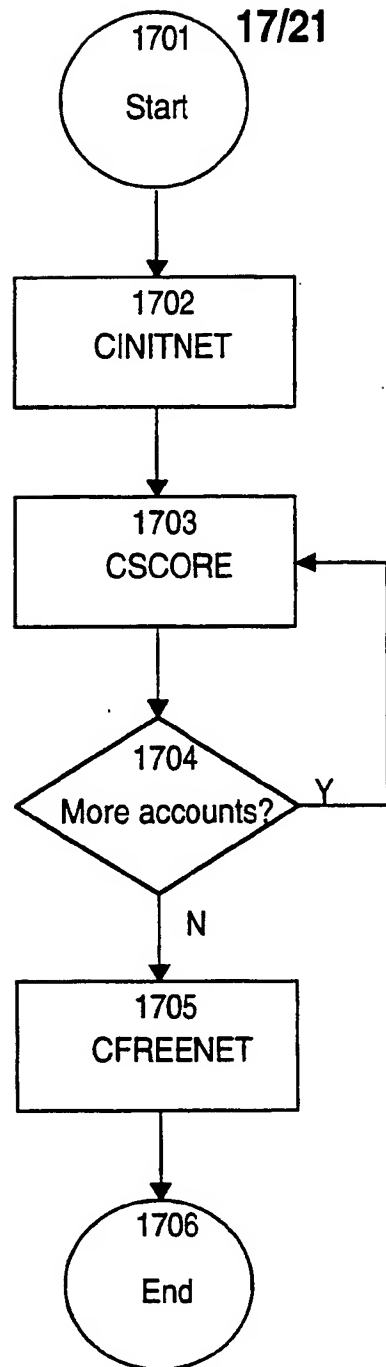 17/21
1701
Start
1702
CINITNET
1703
CSCORE
1704
More accounts?
Y
N
1705
CFREENET
1706
End